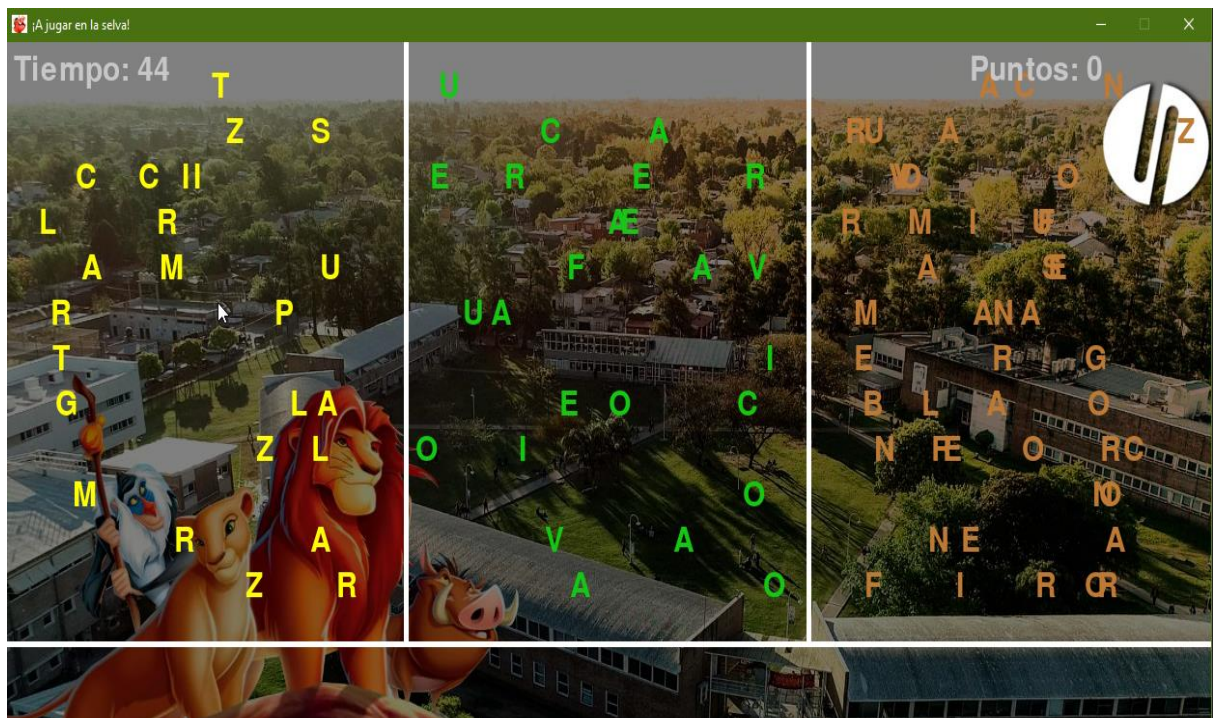 ¡A jugar en la selva!
Tiempo: 44 Puntos: 0
T U A C N
Z S C A R U A Z
C C I I E R E R O
L R A E R M I
A M U F A V A S E
R P U A M A N A
T I E R G
G L A E O C B L A O
Z L O I N F E O R C
M O N O
R A V A N E A
Z R A O F I R O R